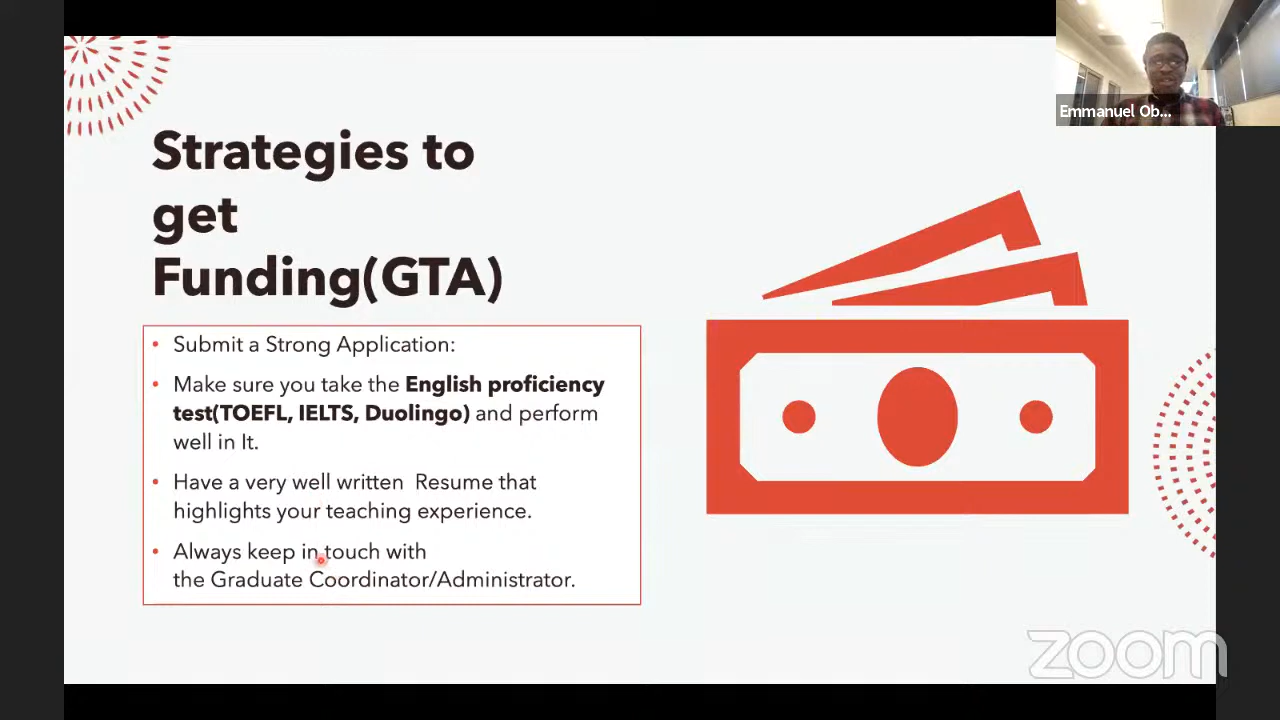 Emmanuel Ob...
Strategies to
get
Funding(GTA)
• Submit a Strong Application:
• Make sure you take the English proficiency
test(TOEFL, IELTS, Duolingo) and perform
well in It.
• Have a very well written  Resume that
highlights your teaching experience.
• Always keep in touch with
the Graduate Coordinator/Administrator.
zoom